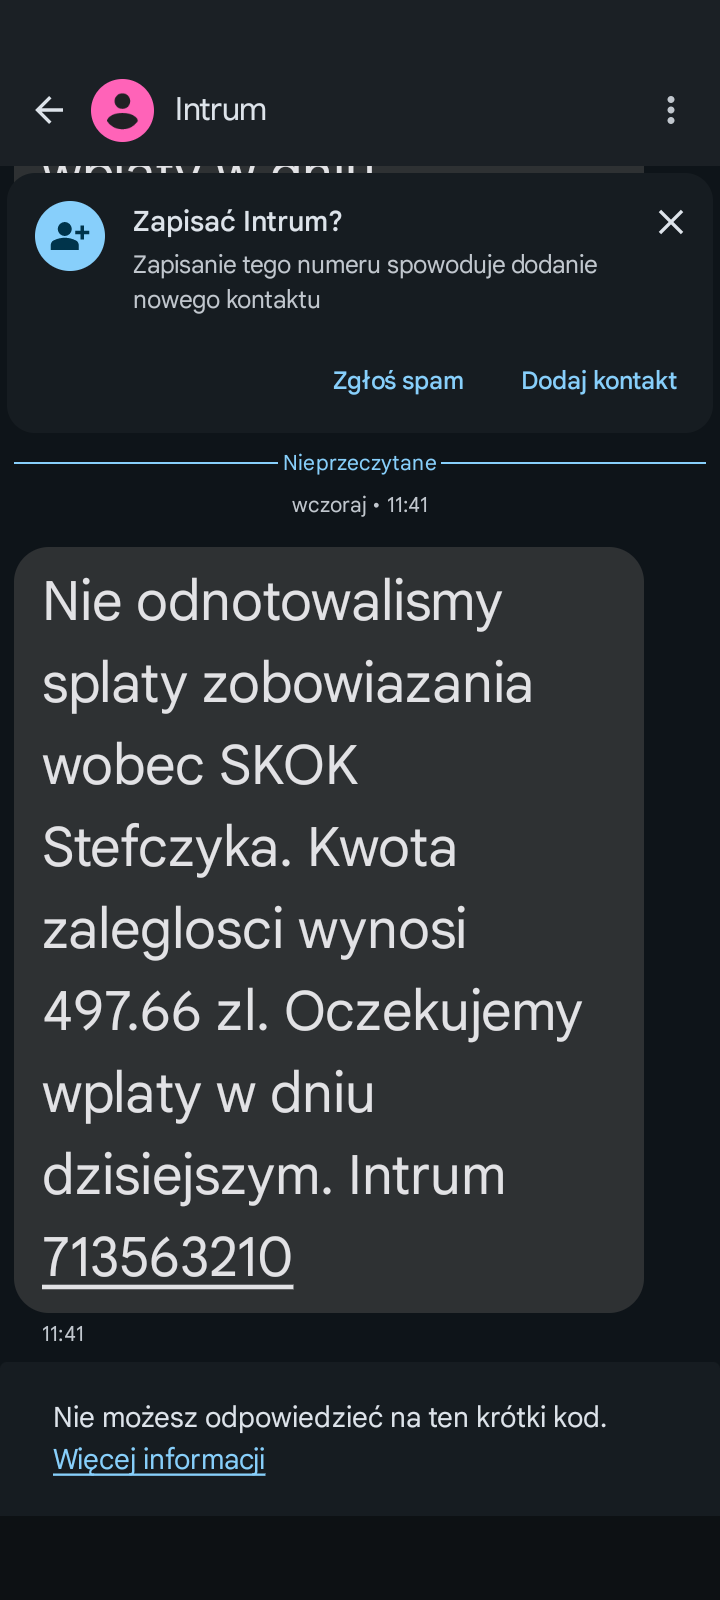 Intrum
wplaty w dniu
Zapisać Intrum?
Zapisanie tego numeru spowoduje dodanie
nowego kontaktu
Zgłoś spam
Dodaj kontakt
Nieprzeczytane
wczoraj • 11:41
Nie odnotowalismy
splaty zobowiazania
wobec SKOK
Stefczyka. Kwota
zaleglosci wynosi
497.66 zl. Oczekujemy
wplaty w dniu
dzisiejszym. Intrum
713563210
11:41
Nie możesz odpowiedzieć na ten krótki kod.
Więcej informacji